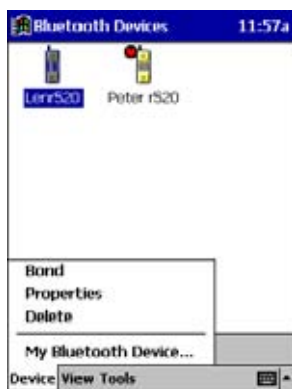 Bluetooth Devices 11:57a
Lenr520 Peter r520
Bond
Properties
Delete
My Bluetooth Device...
Device View Tools